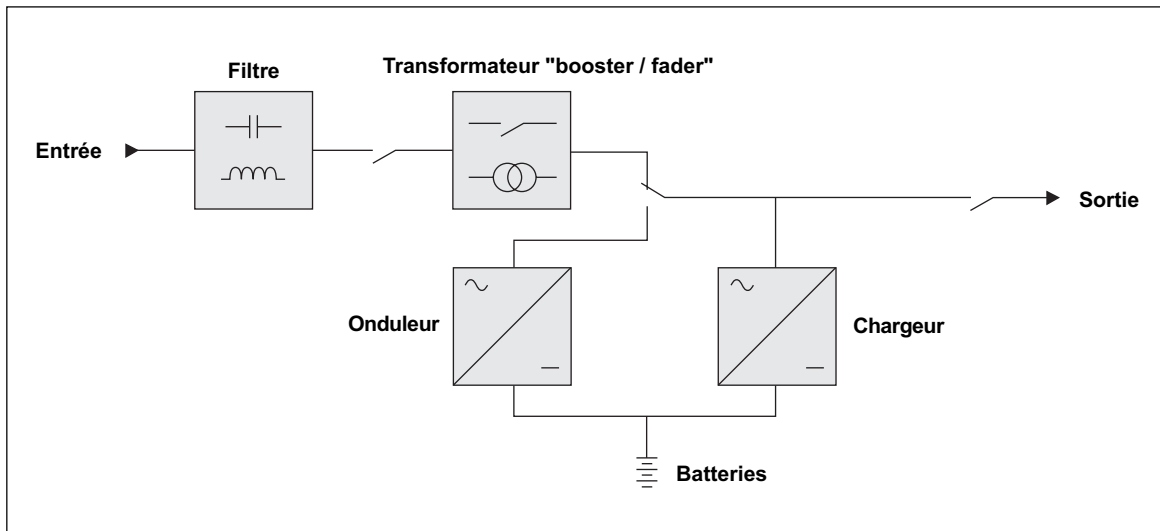 Filtre
Transformateur "booster / fader"
Entrée
Sortie
Onduleur
Chargeur
Batteries